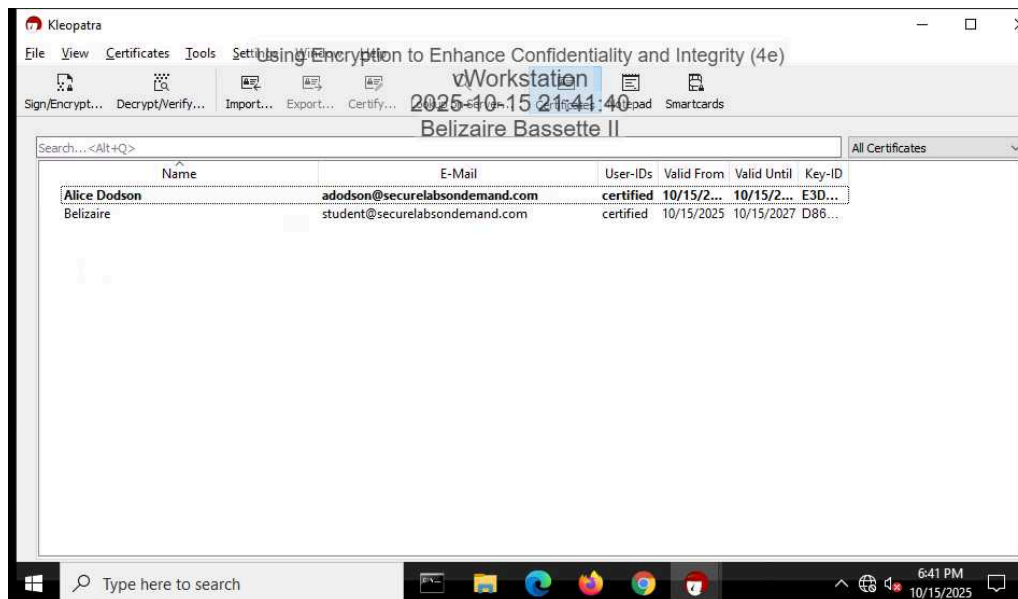 Kleopatra
File View Certificates Tools Settings Window Help
Using Encryption to Enhance Confidentiality and Integrity (4e)
vWorkstation
2025-10-15 21:41:40
Belizaire Bassette II
Sign/Encrypt... Decrypt/Verify... Import... Export... Certify... Certificates Notepad Smartcards
Search...<Alt+Q> All Certificates
Name E-Mail User-IDs Valid From Valid Until Key-ID
Alice Dodson adodson@securelabsondemand.com certified 10/15/2... 10/15/2... E3D...
Belizaire student@securelabsondemand.com certified 10/15/2025 10/15/2027 D86...
Type here to search
6:41 PM
10/15/2025